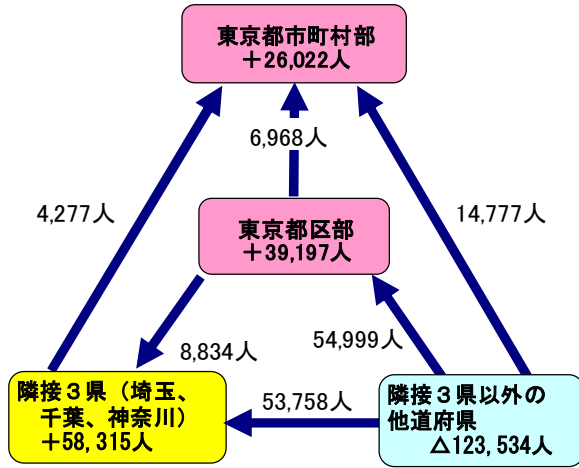 東京都市町村部
＋26,022人
6,968人
4,277人
14,777人
東京都区部
＋39,197人
8,834人
54,999人
隣接３県（埼玉、
千葉、神奈川）
＋58,315人
53,758人
隣接３県以外の
他道府県
△123,534人